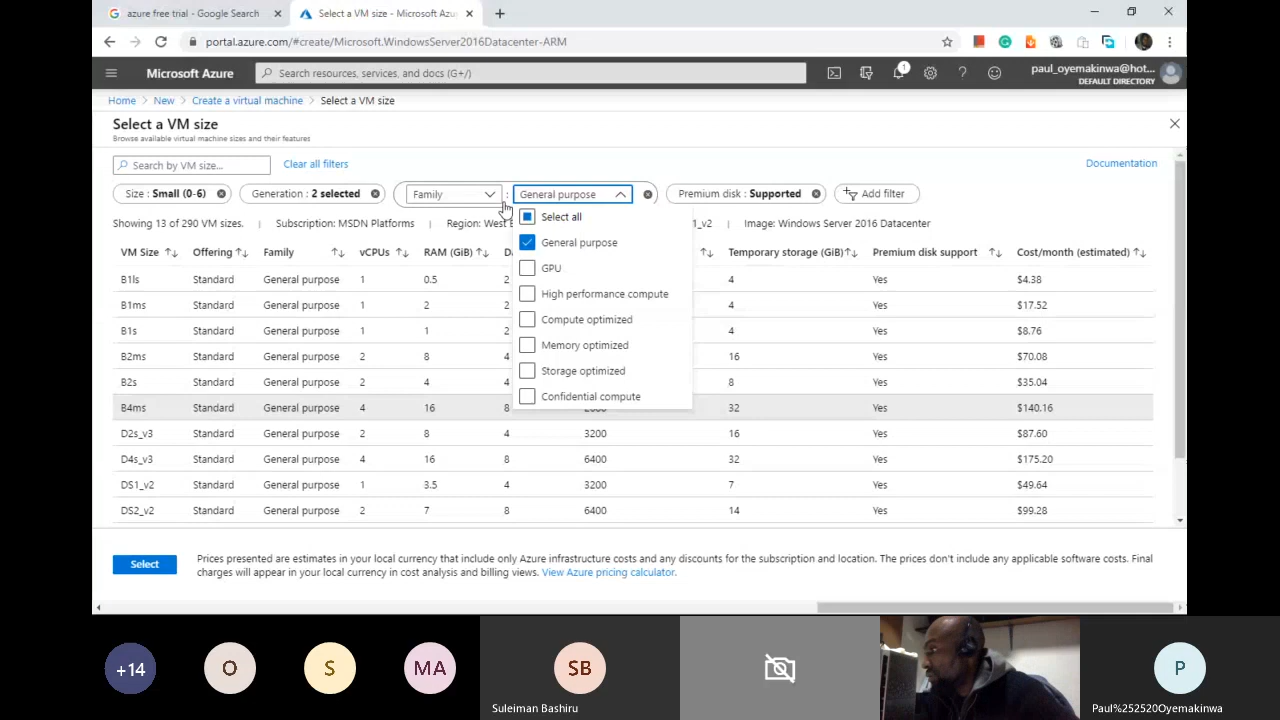 azure free trial - Google Search
Select a VM size - Microsoft Az
portal.azure.com/#create/Microsoft.WindowsServer2016Datacenter-ARM
Microsoft Azure
Search resources, services, and docs (G+/)
1
paul_oyemakinwa@hot...
DEFAULT DIRECTORY
Home > New > Create a virtual machine > Select a VM size
Select a VM size
Browse available virtual machine sizes and their features
Search by VM size...
Clear all filters
Documentation
Size : Small (0-6)
Generation : 2 selected
Family : General purpose
Premium disk : Supported
Add filter
Showing 13 of 290 VM sizes. | Subscription: MSDN Platforms | Region: West 1_v2 | Image: Windows Server 2016 Datacenter
Select all
General purpose
GPU
High performance compute
Compute optimized
Memory optimized
Storage optimized
Confidential compute
VM Size Offering Family vCPUs RAM (GiB) Temporary storage (GiB) Premium disk support Cost/month (estimated)
B1ls Standard General purpose 1 0.5 2 4 Yes $4.38
B1ms Standard General purpose 1 2 2 4 Yes $17.52
B1s Standard General purpose 1 1 2 4 Yes $8.76
B2ms Standard General purpose 2 8 4 16 Yes $70.08
B2s Standard General purpose 2 4 4 8 Yes $35.04
B4ms Standard General purpose 4 16 8 32 Yes $140.16
D2s_v3 Standard General purpose 2 8 4 3200 16 Yes $87.60
D4s_v3 Standard General purpose 4 16 8 6400 32 Yes $175.20
DS1_v2 Standard General purpose 1 3.5 4 3200 7 Yes $49.64
DS2_v2 Standard General purpose 2 7 8 6400 14 Yes $99.28
Select
Prices presented are estimates in your local currency that include only Azure infrastructure costs and any discounts for the subscription and location. The prices don't include any applicable software costs. Final
charges will appear in your local currency in cost analysis and billing views. View Azure pricing calculator.
+14
O
S
MA
SB
P
Suleiman Bashiru
Paul%252520Oyemakinwa